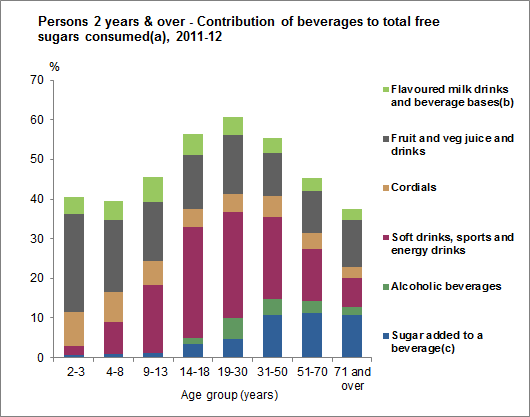 Persons 2 years & over - Contribution of beverages to total free
sugars consumed(a), 2011-12
%
70
60
50
40
30
20
10
0
2-3 4-8 9-13 14-18 19-30 31-50 51-70 71 and
over
Age group (years)
Flavoured milk drinks
and beverage bases(b)
Fruit and veg juice and
drinks
Cordials
Soft drinks, sports and
energy drinks
Alcoholic beverages
Sugar added to a
beverage(c)